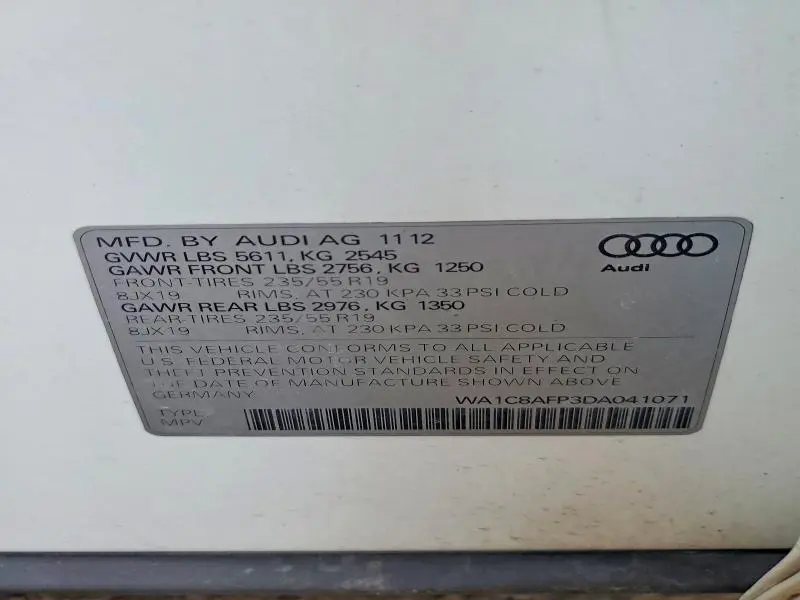 MFD. BY AUDI AG 11 12
GVWR LBS 5611, KG 2545
GAWR FRONT LBS 2756, KG 1250
FRONT-TIRES 235/55 R19
8JX19 RIMS, AT 230 KPA 33 PSI COLD
GAWR REAR LBS 2976, KG 1350
REAR-TIRES 235/55 R19
8JX19 RIMS, AT 230 KPA 33 PSI COLD
Audi
THIS VEHICLE CONFORMS TO ALL APPLICABLE
U.S. FEDERAL MOTOR VEHICLE SAFETY AND
THEFT PREVENTION STANDARDS IN EFFECT ON
THE DATE OF MANUFACTURE SHOWN ABOVE
GERMANY WA1C8AFP3DA041071
TYPE
MPV